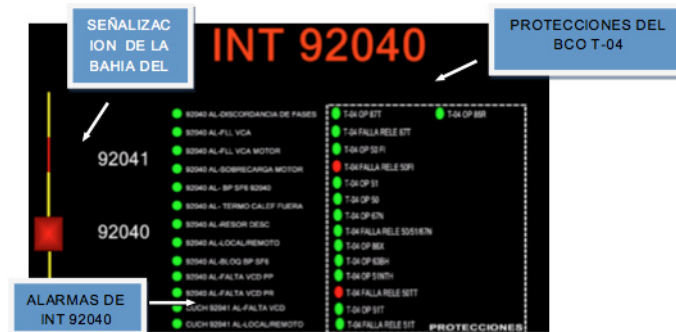 SEÑALIZAC
ION DE LA
BAHIA DEL
INT 92040
PROTECCIONES DEL
BCO T-04
92040 AL-DISCORDANCIA DE FASES
92040 AL-FLL VCA
92040 AL-FLL VCA MOTOR
92040 AL-SOBRECARGA MOTOR
92040 AL- BP SF6 92040
92040 AL- TERMO CALEF FUERA
92040 AL-RESOR DESC
92040 AL-LOCAL/REMOTO
92040 AL-BLOQ BP SF6
92040 AL-FALTA VCD PP
92040 AL-FALTA VCD PR
CUCH 92041 AL-FALTA VCD
CUCH 92041 AL-LOCAL/REMOTO
T-04 OP 87T
T-04 FALLA RELE 87T
T-04 OP 50 FI
T-04 FALLA RELE 50FI
T-04 OP 51
T-04 OP 50
T-04 OP 67N
T-04 FALLA RELE 50/51/67N
T-04 OP 86X
T-04 OP 63BH
T-04 OP 51NTH
T-04 FALLA RELE 50TT
T-04 OP 51T
T-04 FALLA RELE 51T
T-04 OP 86R
PROTECCIONES
92041
92040
ALARMAS DE
INT 92040